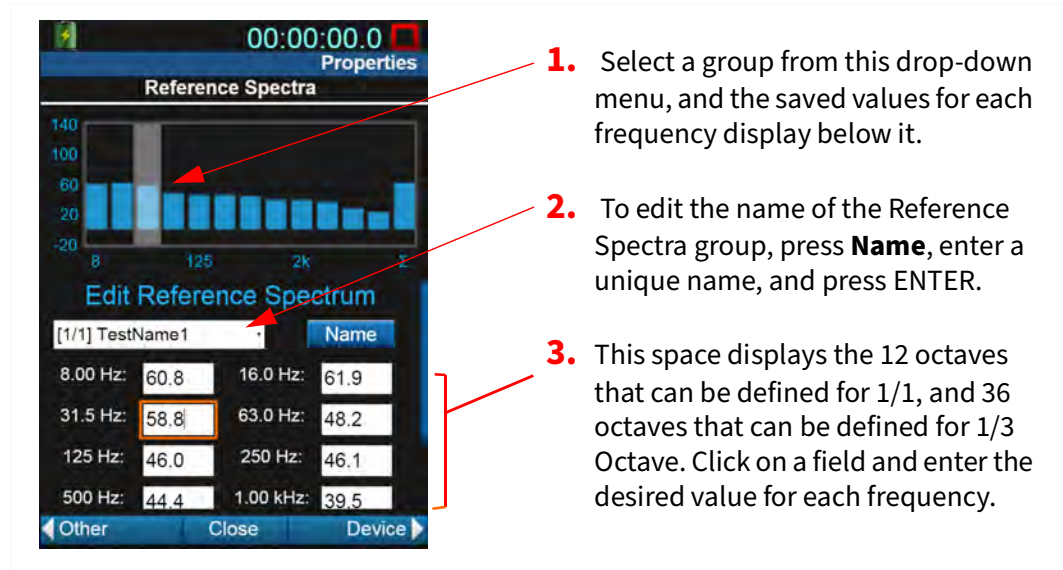 00:00:00.0
Properties
Reference Spectra
140
100
60
20
-20
8 125 2k Σ
Edit Reference Spectrum
[1/1] TestName1 Name
8.00 Hz: 60.8 16.0 Hz: 61.9
31.5 Hz: 58.8 63.0 Hz: 48.2
125 Hz: 46.0 250 Hz: 46.1
500 Hz: 44.4 1.00 kHz: 39.5
Other Close Device
1. Select a group from this drop-down
menu, and the saved values for each
frequency display below it.
2. To edit the name of the Reference
Spectra group, press Name, enter a
unique name, and press ENTER.
3. This space displays the 12 octaves
that can be defined for 1/1, and 36
octaves that can be defined for 1/3
Octave. Click on a field and enter the
desired value for each frequency.